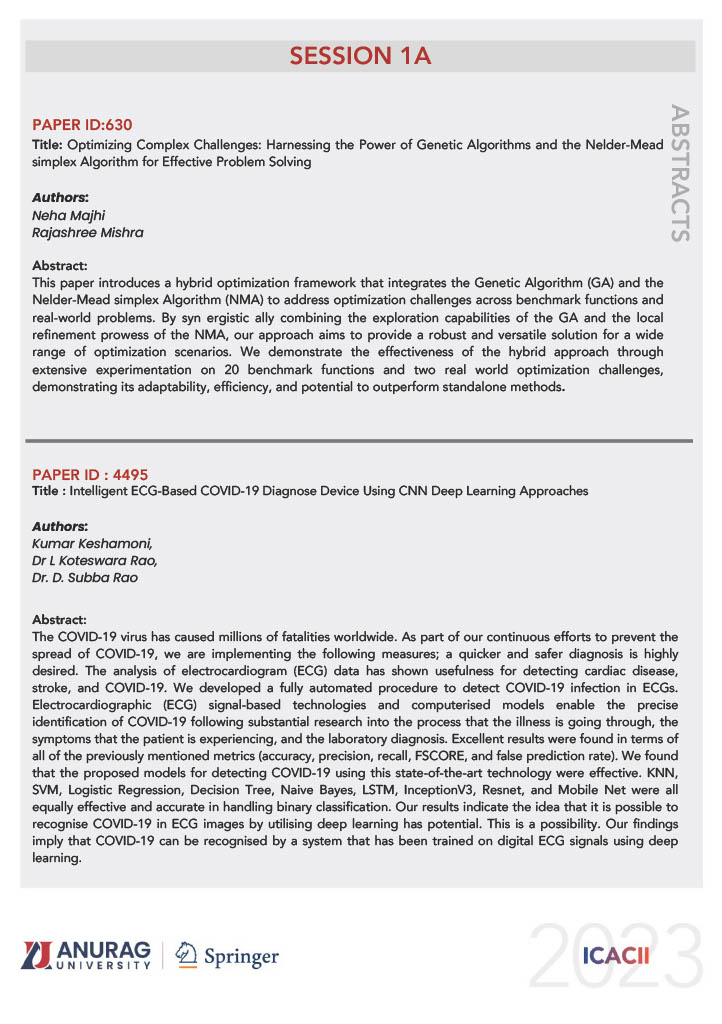 SESSION 1A
ABSTRACTS
PAPER ID:630
Title: Optimizing Complex Challenges: Harnessing the Power of Genetic Algorithms and the Nelder-Mead
simplex Algorithm for Effective Problem Solving
Authors:
Neha Majhi
Rajashree Mishra
Abstract:
This paper introduces a hybrid optimization framework that integrates the Genetic Algorithm (GA) and the
Nelder-Mead simplex Algorithm (NMA) to address optimization challenges across benchmark functions and
real-world problems. By syn ergistic ally combining the exploration capabilities of the GA and the local
refinement prowess of the NMA, our approach aims to provide a robust and versatile solution for a wide
range of optimization scenarios. We demonstrate the effectiveness of the hybrid approach through
extensive experimentation on 20 benchmark functions and two real world optimization challenges,
demonstrating its adaptability, efficiency, and potential to outperform standalone methods.
PAPER ID : 4495
Title : Intelligent ECG-Based COVID-19 Diagnose Device Using CNN Deep Learning Approaches
Authors:
Kumar Keshamoni,
Dr L Koteswara Rao,
Dr. D. Subba Rao
Abstract:
The COVID-19 virus has caused millions of fatalities worldwide. As part of our continuous efforts to prevent the
spread of COVID-19, we are implementing the following measures; a quicker and safer diagnosis is highly
desired. The analysis of electrocardiogram (ECG) data has shown usefulness for detecting cardiac disease,
stroke, and COVID-19. We developed a fully automated procedure to detect COVID-19 infection in ECGs.
Electrocardiographic (ECG) signal-based technologies and computerised models enable the precise
identification of COVID-19 following substantial research into the process that the illness is going through, the
symptoms that the patient is experiencing, and the laboratory diagnosis. Excellent results were found in terms of
all of the previously mentioned metrics (accuracy, precision, recall, FSCORE, and false prediction rate). We found
that the proposed models for detecting COVID-19 using this state-of-the-art technology were effective. KNN,
SVM, Logistic Regression, Decision Tree, Naive Bayes, LSTM, InceptionV3, Resnet, and Mobile Net were all
equally effective and accurate in handling binary classification. Our results indicate the idea that it is possible to
recognise COVID-19 in ECG images by utilising deep learning has potential. This is a possibility. Our findings
imply that COVID-19 can be recognised by a system that has been trained on digital ECG signals using deep
learning.
ANURAG
UNIVERSITY
Springer
2023
ICACII